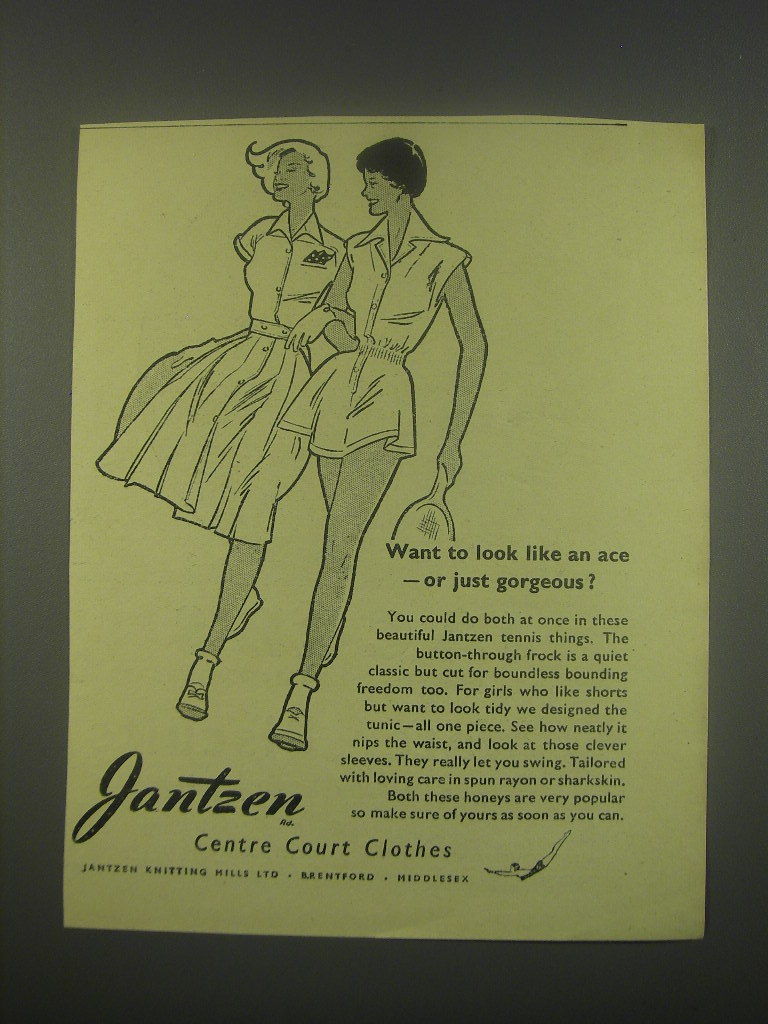 Want to look like an ace
— or just gorgeous?
You could do both at once in these
beautiful Jantzen tennis things. The
button-through frock is a quiet
classic but cut for boundless bounding
freedom too. For girls who like shorts
but want to look tidy we designed the
tunic—all one piece. See how neatly it
nips the waist, and look at those clever
sleeves. They really let you swing. Tailored
with loving care in spun rayon or sharkskin.
Both these honeys are very popular
so make sure of yours as soon as you can.
Jantzen
Rd.
Centre Court Clothes
JANTZEN KNITTING MILLS LTD · BRENTFORD · MIDDLESEX